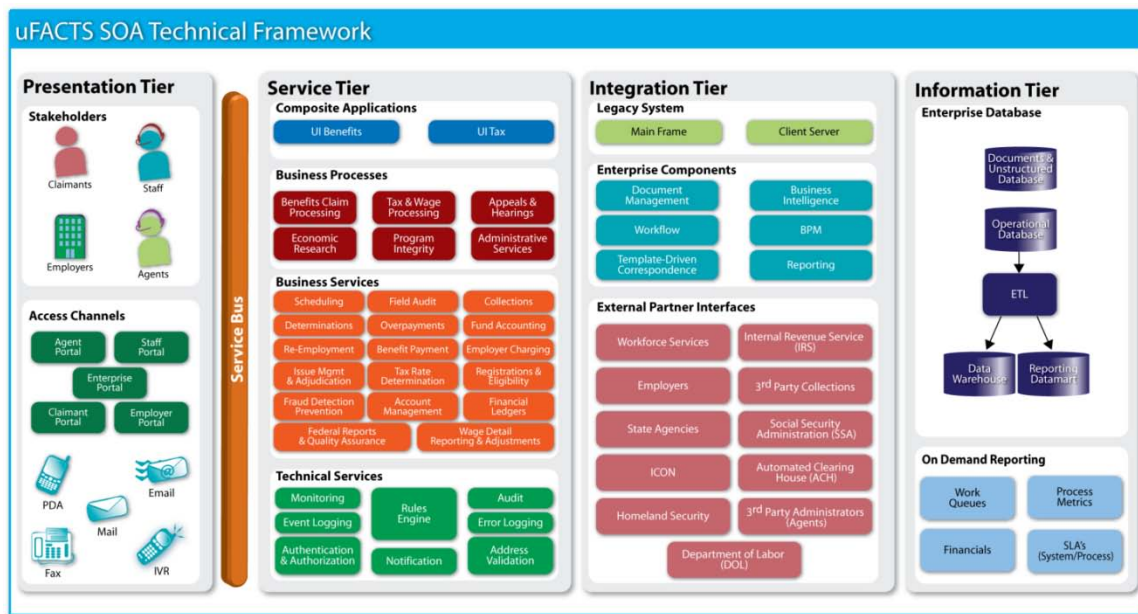 uFACTS SOA Technical Framework
Presentation Tier
Stakeholders
Claimants
Staff
Employers
Agents
Access Channels
Agent
Portal
Staff
Portal
Enterprise
Portal
Claimant
Portal
Employer
Portal
PDA
Email
Mail
Fax
IVR
Service Bus
Service Tier
Composite Applications
UI Benefits
UI Tax
Business Processes
Benefits Claim
Processing
Tax & Wage
Processing
Appeals &
Hearings
Economic
Research
Program
Integrity
Administrative
Services
Business Services
Scheduling
Field Audit
Collections
Determinations
Overpayments
Fund Accounting
Re-Employment
Benefit Payment
Employer Charging
Issue Mgmt
& Adjudication
Tax Rate
Determination
Registrations &
Eligibility
Fraud Detection
Prevention
Account
Management
Financial
Ledgers
Federal Reports
& Quality Assurance
Wage Detail
Reporting & Adjustments
Technical Services
Monitoring
Rules
Engine
Audit
Event Logging
Error Logging
Authentication
& Authorization
Notification
Address
Validation
Integration Tier
Legacy System
Main Frame
Client Server
Enterprise Components
Document
Management
Business
Intelligence
Workflow
BPM
Template-Driven
Correspondence
Reporting
External Partner Interfaces
Workforce Services
Internal Revenue Service
(IRS)
Employers
3rd Party Collections
State Agencies
Social Security
Administration (SSA)
ICON
Automated Clearing
House (ACH)
Homeland Security
3rd Party Administrators
(Agents)
Department of Labor
(DOL)
Information Tier
Enterprise Database
Documents &
Unstructured
Database
Operational
Database
ETL
Data
Warehouse
Reporting
Datamart
On Demand Reporting
Work
Queues
Process
Metrics
Financials
SLA's
(System/Process)